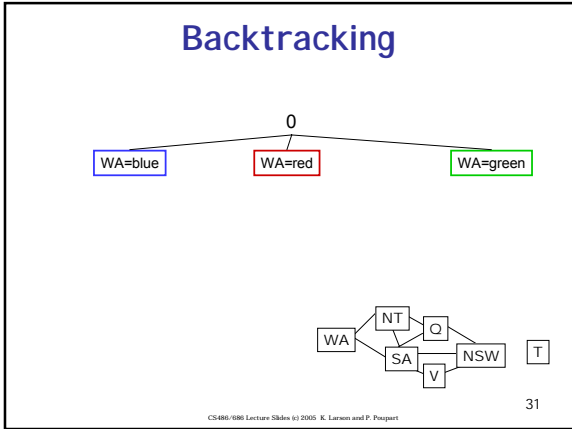 Backtracking
0
WA=blue WA=red WA=green
NT
Q
WA
SA NSW T
V
31
CS486/686 Lecture Slides (c) 2005 K. Larson and P. Poupart